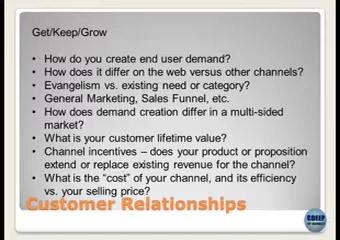 Get/Keep/Grow
• How do you create end user demand?
• How does it differ on the web versus other channels?
• Evangelism vs. existing need or category?
• General Marketing, Sales Funnel, etc.
• How does demand creation differ in a multi-sided
market?
• What is your customer lifetime value?
• Channel incentives – does your product or proposition
extend or replace existing revenue for the channel?
• What is the “cost” of your channel, and its efficiency
vs. your selling price?
Customer Relationships
CDEEP